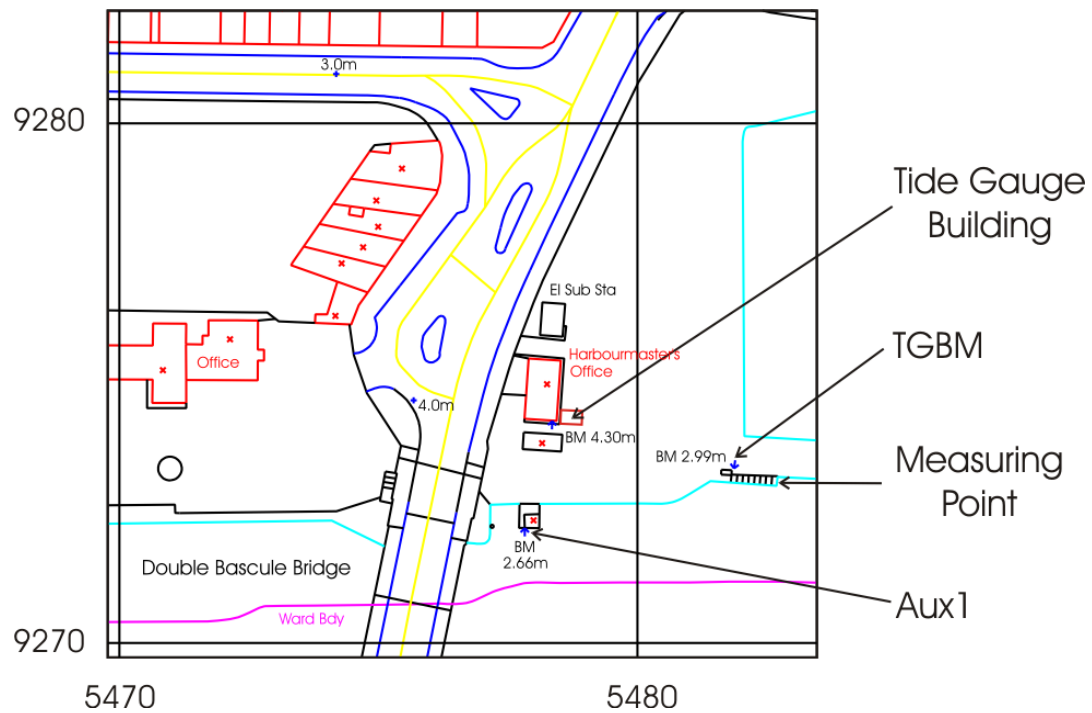 3.0m
9280
Tide Gauge
Building
El Sub Sta
TGBM
Harbourmasters
Office
Office
4.0m
BM 4.30m
BM 2.99m
Measuring
Point
BM
2.66m
Double Bascule Bridge
Aux1
Ward Bdy
9270
5470
5480